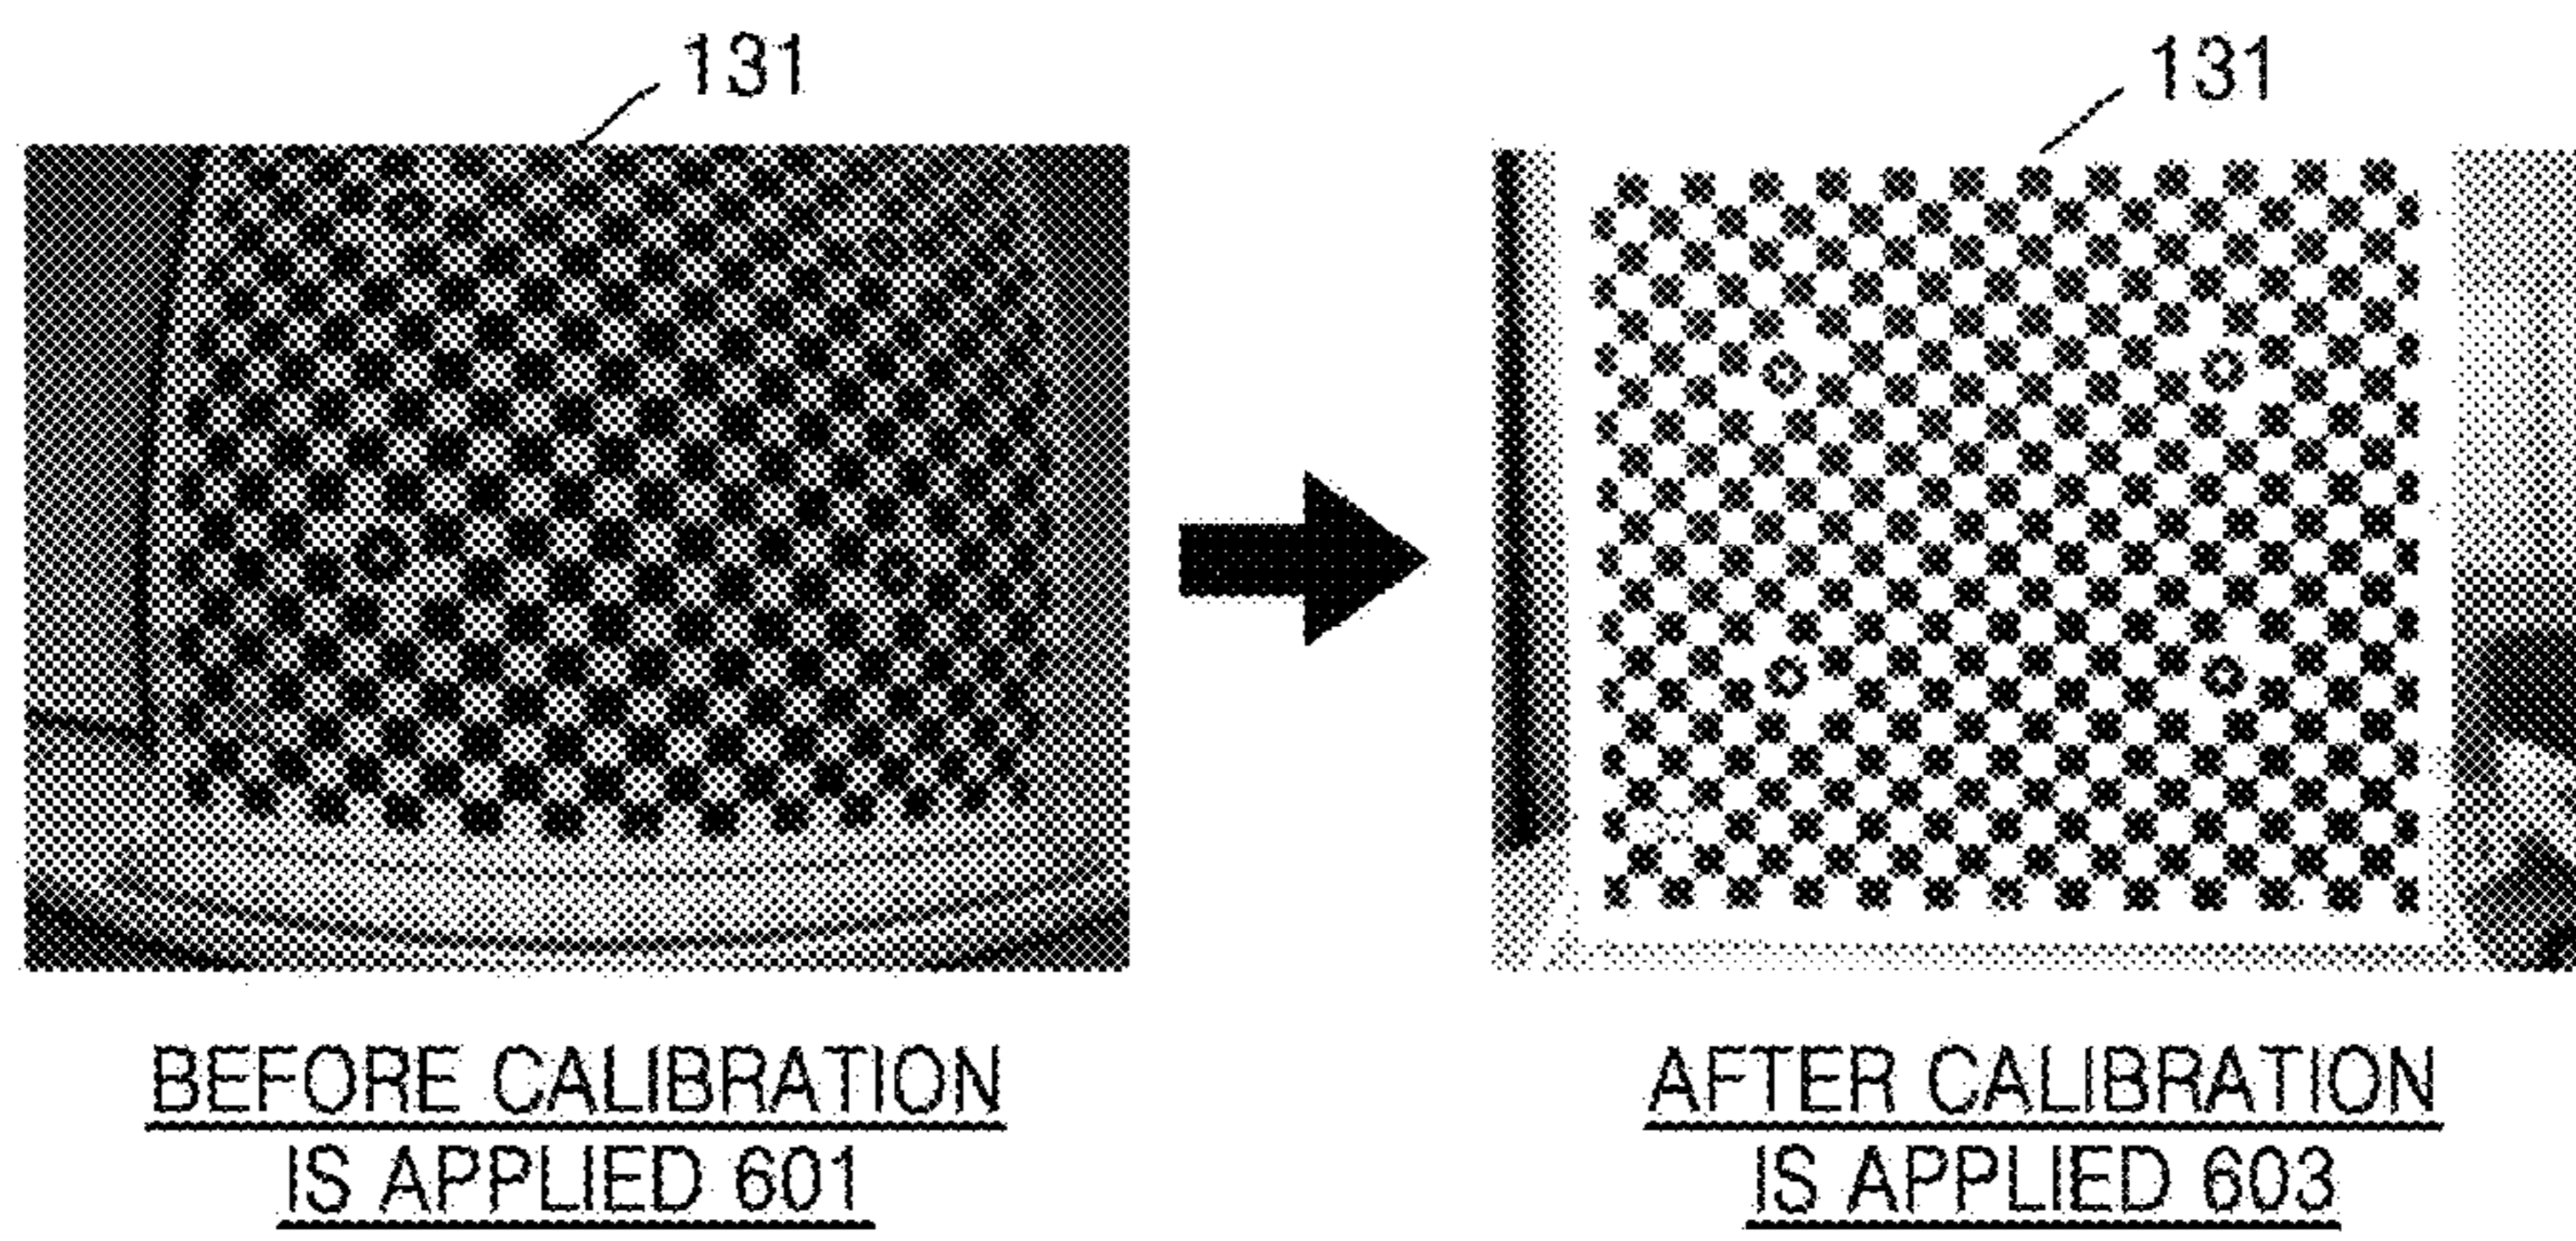 131
131
BEFORE CALIBRATION
IS APPLIED 601
AFTER CALIBRATION
IS APPLIED 603